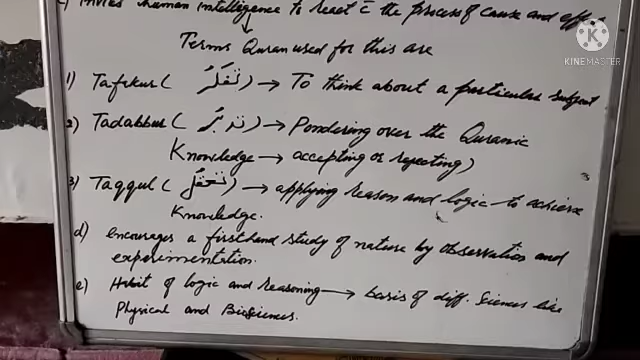 c) Invites human intelligence to react c̄ the process of cause and effect
Terms Quran used for this are
1) Tafakur ( تفکر ) → To think about a particular subject
2) Tadabbur ( تدبر ) → Pondering over the Quranic
Knowledge → accepting or rejecting)
3) Taqqul ( تعقل ) → applying reason and logic to achieve
Knowledge.
d) encourages a firsthand study of nature by observation and
experimentation.
e) Habit of logic and reasoning → basis of diff. Sciences like
Physical and BioSciences.
KINEMASTER